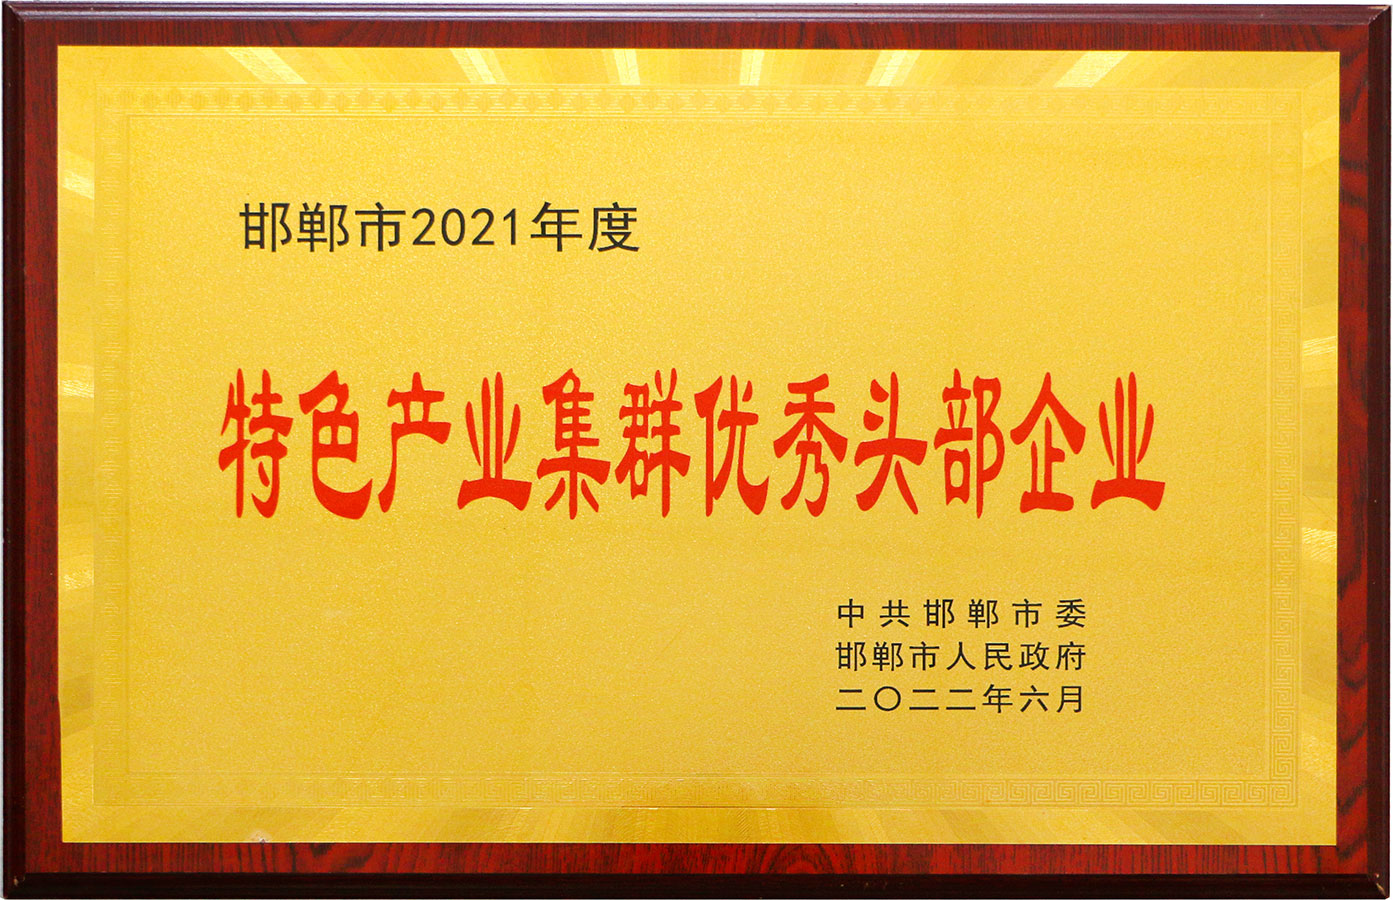 邯郸市2021年度
特色产业集群优秀头部企业
中共邯郸市委
邯郸市人民政府
二〇二二年六月